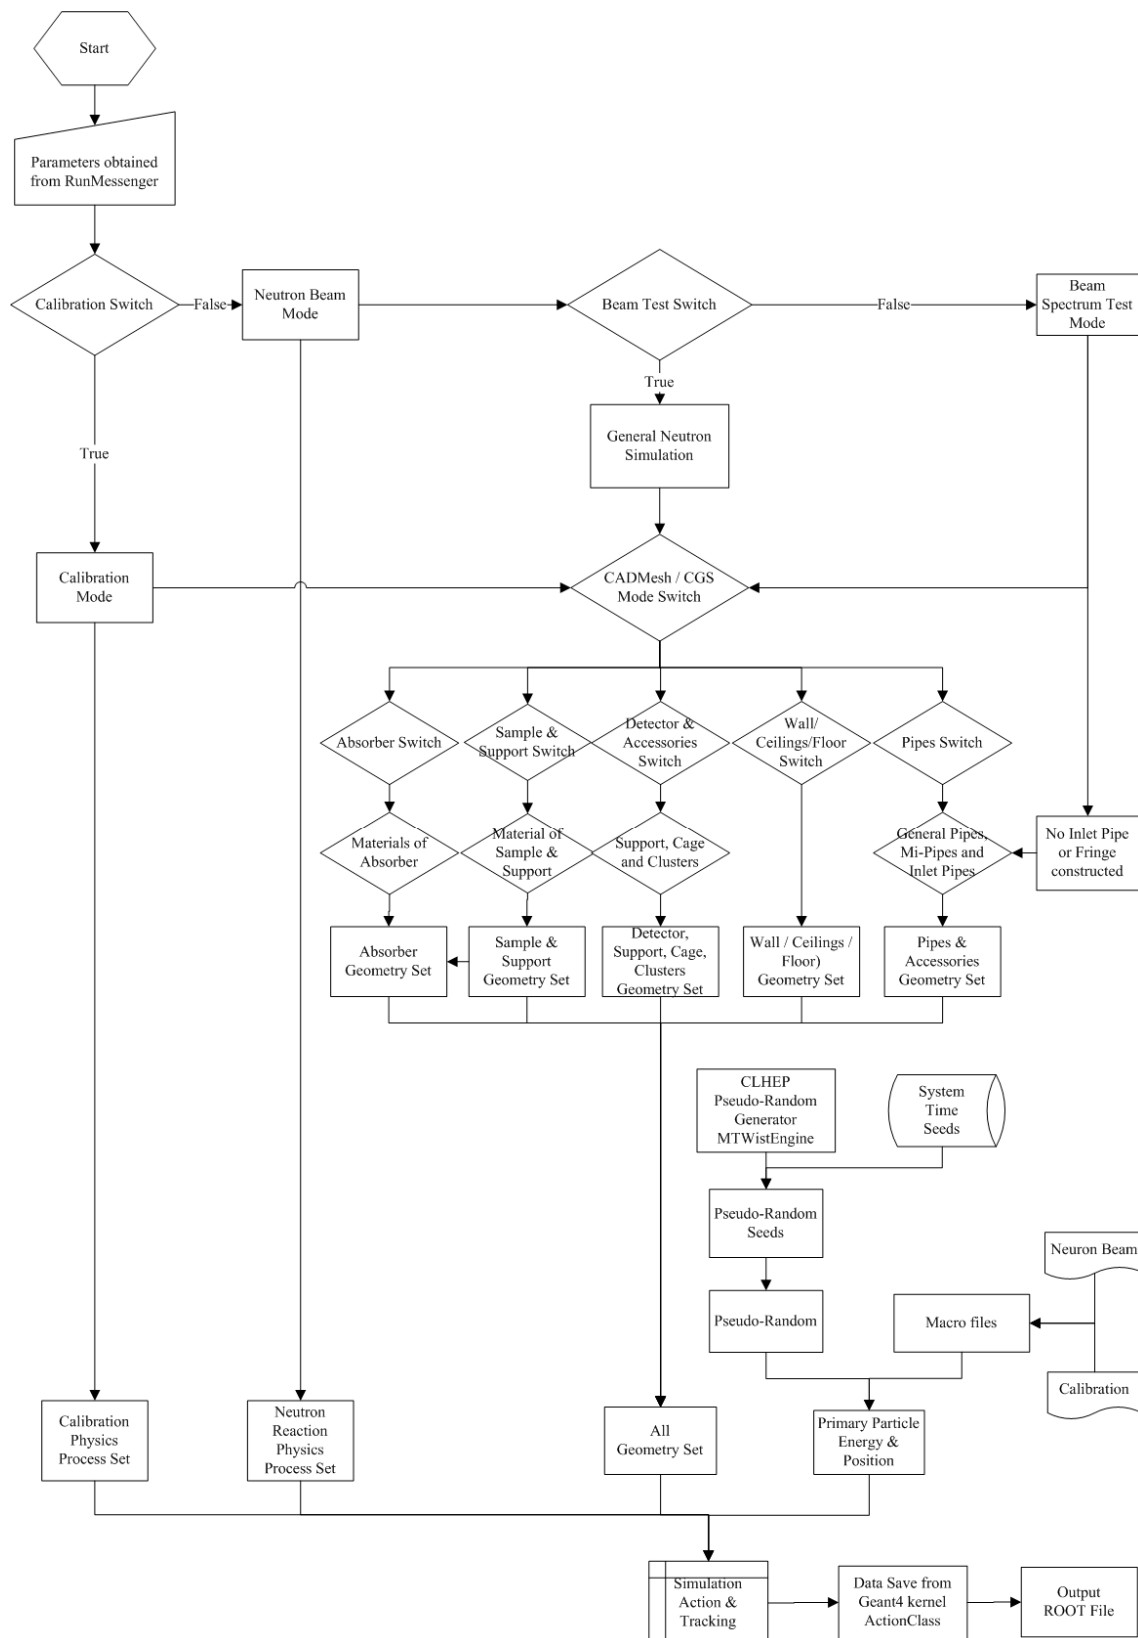 Start
Parameters obtained
from RunMessenger
Calibration Switch
False
Neutron Beam
Mode
Beam Test Switch
False
Beam
Spectrum Test
Mode
True
General Neutron
Simulation
True
Calibration
Mode
CADMesh / CGS
Mode Switch
Absorber Switch
Sample &
Support Switch
Detector &
Accessories
Switch
Wall/
Ceilings/Floor
Switch
Pipes Switch
Materials of
Absorber
Material of
Sample &
Support
Support, Cage
and Clusters
General Pipes,
Mi-Pipes and
Inlet Pipes
No Inlet Pipe
or Fringe
constructed
Absorber
Geometry Set
Sample &
Support
Geometry Set
Detector,
Support, Cage,
Clusters
Geometry Set
Wall / Ceilings /
Floor)
Geometry Set
Pipes &
Accessories
Geometry Set
CLHEP
Pseudo-Random
Generator
MTWistEngine
System
Time
Seeds
Pseudo-Random
Seeds
Neuron Beam
Pseudo-Random
Macro files
Calibration
Calibration
Physics
Process Set
Neutron
Reaction
Physics
Process Set
All
Geometry Set
Primary Particle
Energy &
Position
Simulation
Action &
Tracking
Data Save from
Geant4 kernel
ActionClass
Output
ROOT File